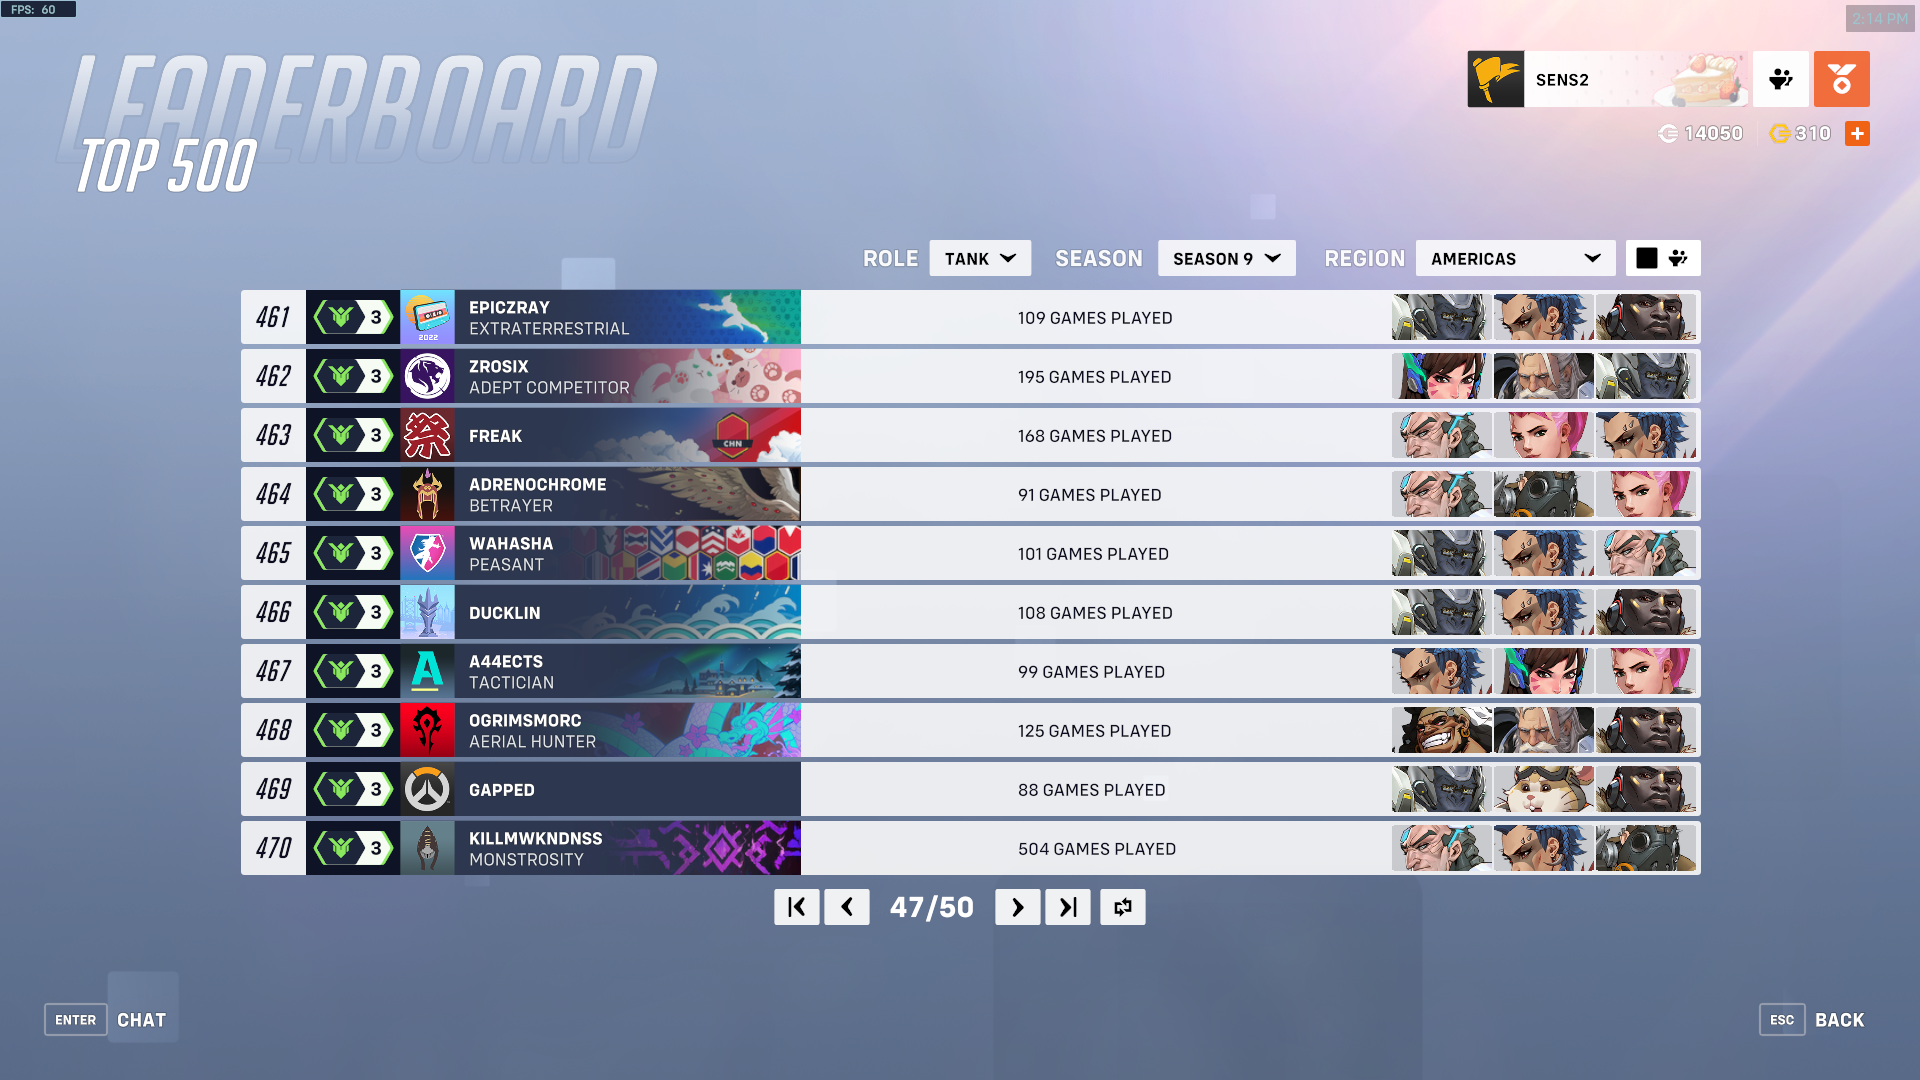 FPS: 60
2:14 PM
LEADERBOARD
TOP 500
SENS2
14050
310
ROLE TANK SEASON SEASON 9 REGION AMERICAS
461 3 EPICZRAY 109 GAMES PLAYED
2022 EXTRATERRESTRIAL
462 3 ZROSIX 195 GAMES PLAYED
ADEPT COMPETITOR
463 3 祭 FREAK CHN 168 GAMES PLAYED
464 3 ADRENOCHROME 91 GAMES PLAYED
BETRAYER
465 3 WAHASHA 101 GAMES PLAYED
PEASANT
466 3 DUCKLIN 108 GAMES PLAYED
467 3 A A44ECTS 99 GAMES PLAYED
TACTICIAN
468 3 OGRIMSMORC 125 GAMES PLAYED
AERIAL HUNTER
469 3 GAPPED 88 GAMES PLAYED
470 3 KILLMWKNDNSS 504 GAMES PLAYED
MONSTROSITY
47/50
ENTER CHAT
ESC BACK